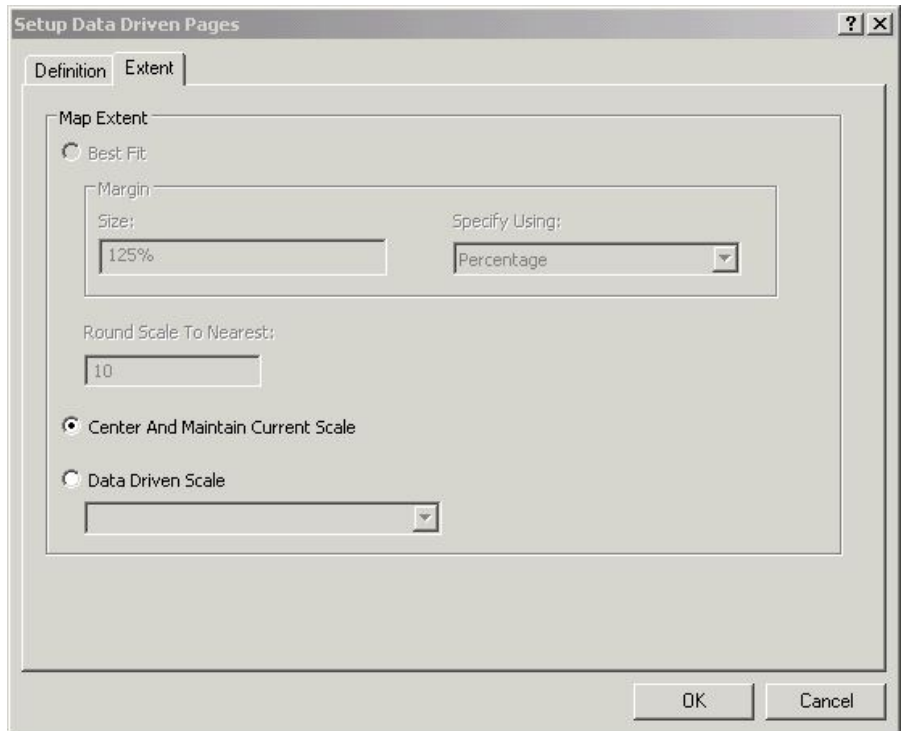 Setup Data Driven Pages
Definition
Extent
Map Extent
Best Fit
Margin
Size:
Specify Using:
125%
Percentage
Round Scale To Nearest:
10
Center And Maintain Current Scale
Data Driven Scale
OK
Cancel